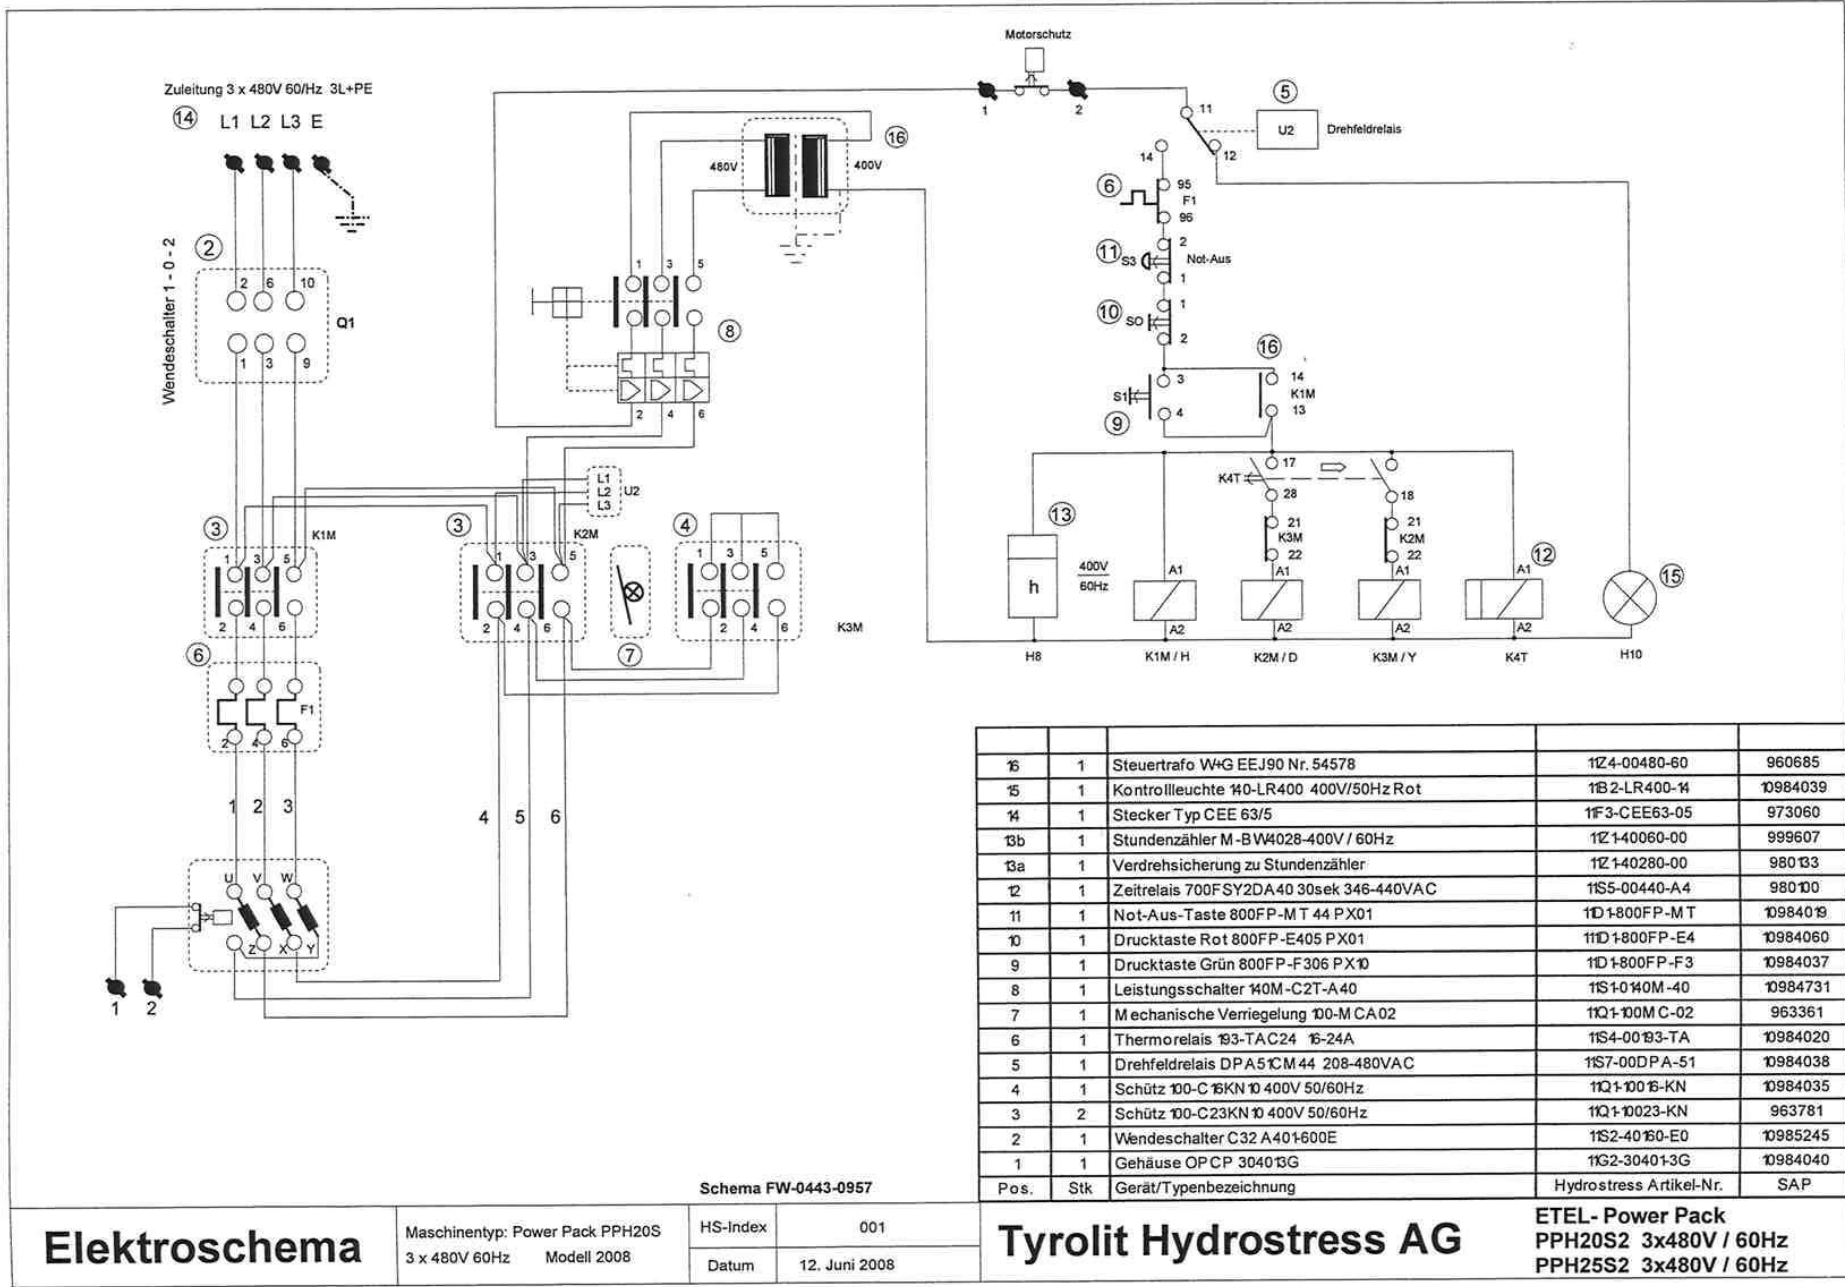 Motorschutz
Zuleitung 3 x 480V 60/Hz 3L+PE
14 L1 L2 L3 E
1 2
11
5
U2 Drehfeldrelais
12
14
16
480V 400V
6 95
F1
96
2
Wendeschalter 1 - 0 - 2
2 6 10
Q1
1 3 9
11 S3 2 Not-Aus
1
1 3 5
8
2 4 6
10 SO 1
2
16
S1 3 14
K1M
4 13
9
L1
L2 U2
L3
K4T 17
28 18
3 K1M
1 3 5
2 4 6
3 K2M
1 3 5
2 4 6
4
1 3 5
2 4 6
K3M
7
13
h
400V
60Hz
21 21
K3M K2M
22 22
12
A1 A1 A1 A1
15
A2 A2 A2 A2
H8 K1M / H K2M / D K3M / Y K4T H10
6
F1
2 4 6
1 2 3
4 5 6
U V W
Z X Y
1 2
16 1 Steuertrafo W+G EEJ90 Nr. 54578 11Z4-00480-60 960685
15 1 Kontrollleuchte 140-LR400 400V/50Hz Rot 11B2-LR400-14 10984039
14 1 Stecker Typ CEE 63/5 11F3-CEE63-05 973060
13b 1 Stundenzähler M-BW4028-400V / 60Hz 11Z1-40060-00 999607
13a 1 Verdrehsicherung zu Stundenzähler 11Z1-40280-00 980133
12 1 Zeitrelais 700FSY2DA40 30sek 346-440VAC 11S5-00440-A4 980100
11 1 Not-Aus-Taste 800FP-MT 44 PX01 11D1-800FP-MT 10984019
10 1 Drucktaste Rot 800FP-E405 PX01 111D1-800FP-E4 10984060
9 1 Drucktaste Grün 800FP-F306 PX10 11D1-800FP-F3 10984037
8 1 Leistungsschalter 140M-C2T-A40 11S1-0140M-40 10984731
7 1 Mechanische Verriegelung 100-MCA02 11Q1-100MC-02 963361
6 1 Thermorelais 193-TAC24 16-24A 11S4-00193-TA 10984020
5 1 Drehfeldrelais DPA51CM44 208-480VAC 11S7-00DPA-51 10984038
4 1 Schütz 100-C16KN10 400V 50/60Hz 11Q1-10016-KN 10984035
3 2 Schütz 100-C23KN10 400V 50/60Hz 11Q1-10023-KN 963781
2 1 Wendeschalter C32 A401-600E 11S2-40160-E0 10985245
1 1 Gehäuse OPCP 304013G 11G2-30401-3G 10984040
Pos. Stk Gerät/Typenbezeichnung Hydrostress Artikel-Nr. SAP
Schema FW-0443-0957
Elektroschema
Maschinentyp: Power Pack PPH20S
3 x 480V 60Hz Modell 2008
HS-Index 001
Datum 12. Juni 2008
Tyrolit Hydrostress AG
ETEL- Power Pack
PPH20S2 3x480V / 60Hz
PPH25S2 3x480V / 60Hz